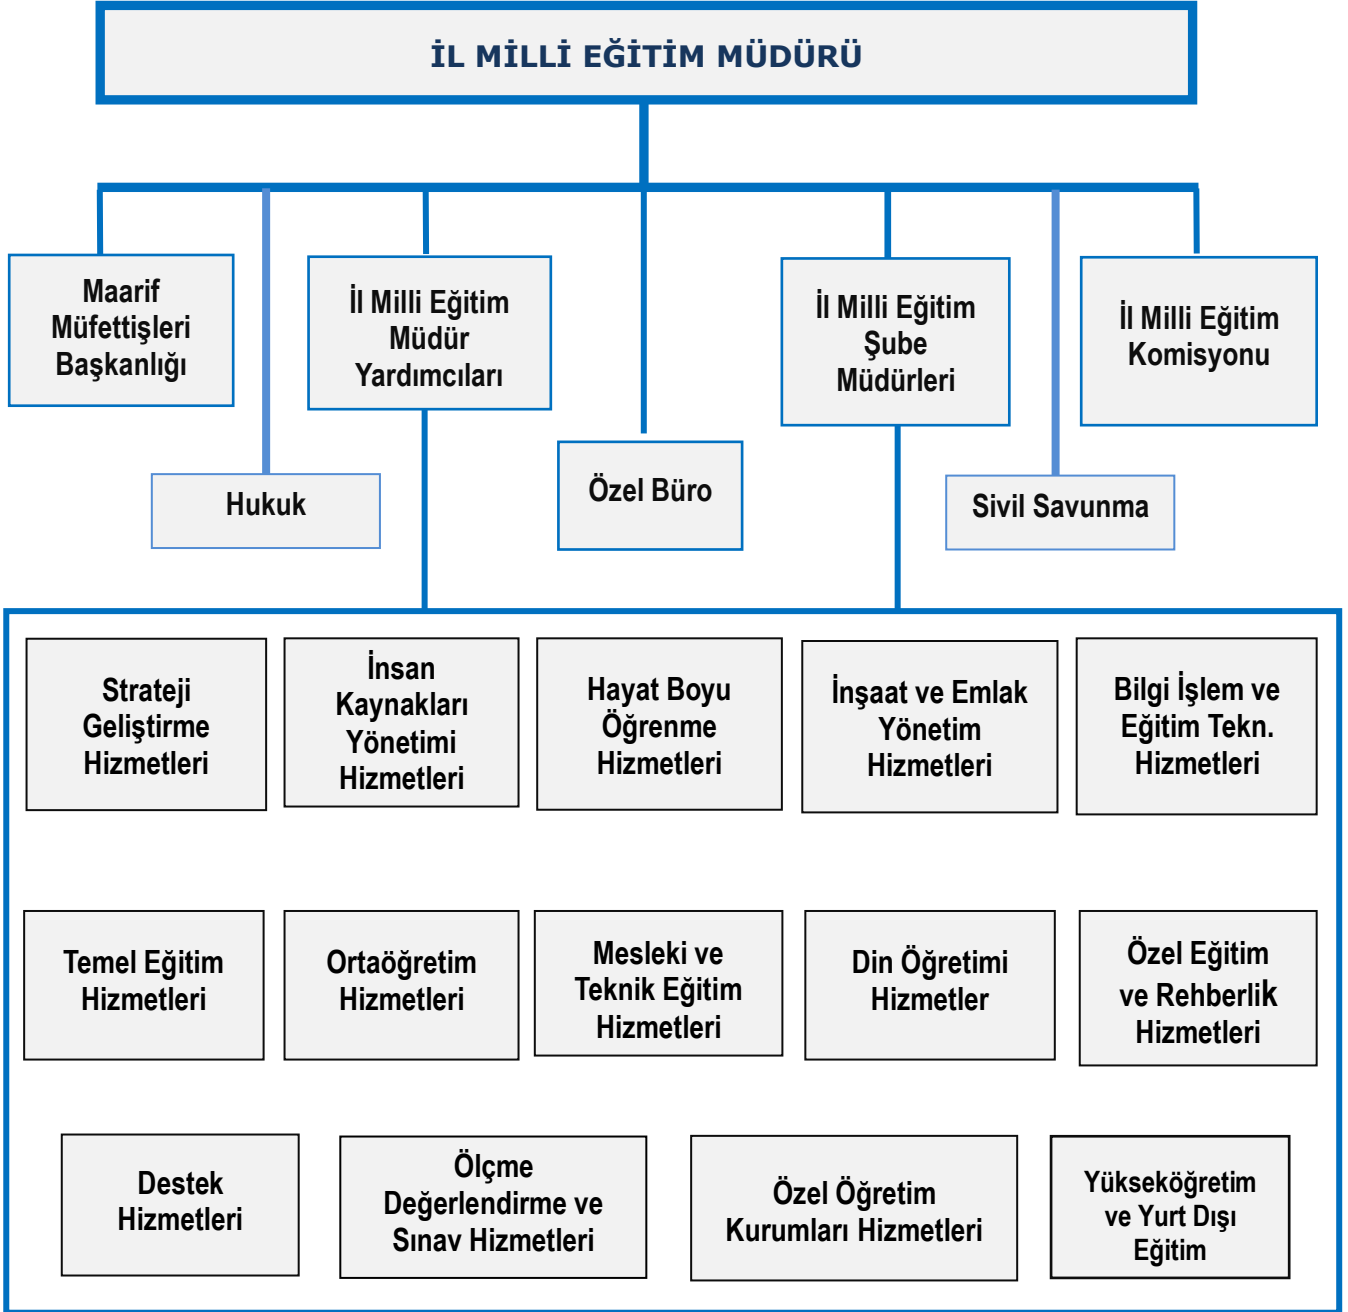 İL MİLLİ EĞİTİM MÜDÜRÜ
Maarif
Müfettişleri
Başkanlığı
İl Milli Eğitim
Müdür
Yardımcıları
İl Milli Eğitim
Şube
Müdürleri
İl Milli Eğitim
Komisyonu
Hukuk
Özel Büro
Sivil Savunma
Strateji
Geliştirme
Hizmetleri
İnsan
Kaynakları
Yönetimi
Hizmetleri
Hayat Boyu
Öğrenme
Hizmetleri
İnşaat ve Emlak
Yönetim
Hizmetleri
Bilgi İşlem ve
Eğitim Tekn.
Hizmetleri
Temel Eğitim
Hizmetleri
Ortaöğretim
Hizmetleri
Mesleki ve
Teknik Eğitim
Hizmetleri
Din Öğretimi
Hizmetler
Özel Eğitim
ve Rehberlik
Hizmetleri
Destek
Hizmetleri
Ölçme
Değerlendirme ve
Sınav Hizmetleri
Özel Öğretim
Kurumları Hizmetleri
Yükseköğretim
ve Yurt Dışı
Eğitim